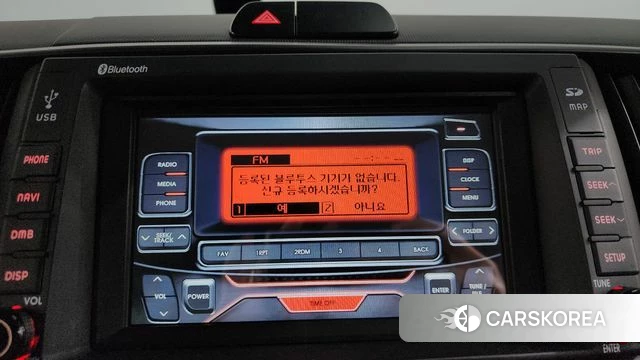 Bluetooth
USB
SD
MAP
PHONE
NAVI
DMB
DISP
VOL
TRIP
SEEK
SEEK
SETUP
TUNE
ENTER
RADIO
MEDIA
PHONE
SEEK/
TRACK
VOL
POWER
FM
등록된 블루투스 기기가 없습니다.
신규 등록하시겠습니까?
1 예 2 아니요
FAV 1RPT 2RDM 3 4 BACK
TIME OFF
DISP
CLOCK
MENU
FOLDER
TUNE/
ENTER
CARSKOREA